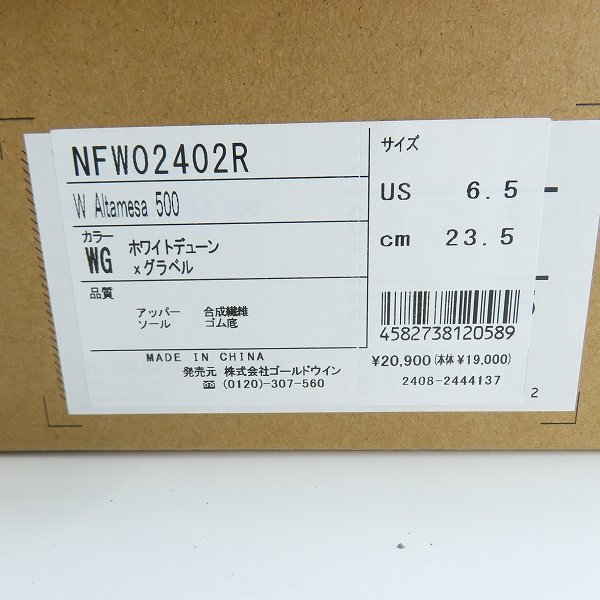 NFW02402R
W Altamesa 500
カラー
WG ホワイトデューン
xグラベル
品質
アッパー 合成繊維
ソール ゴム底
MADE IN CHINA
発売元 株式会社ゴールドウイン
(0120)-307-560
サイズ
US 6.5
cm 23.5
4582738120589
¥20,900(本体¥19,000)
2408-2444137
2